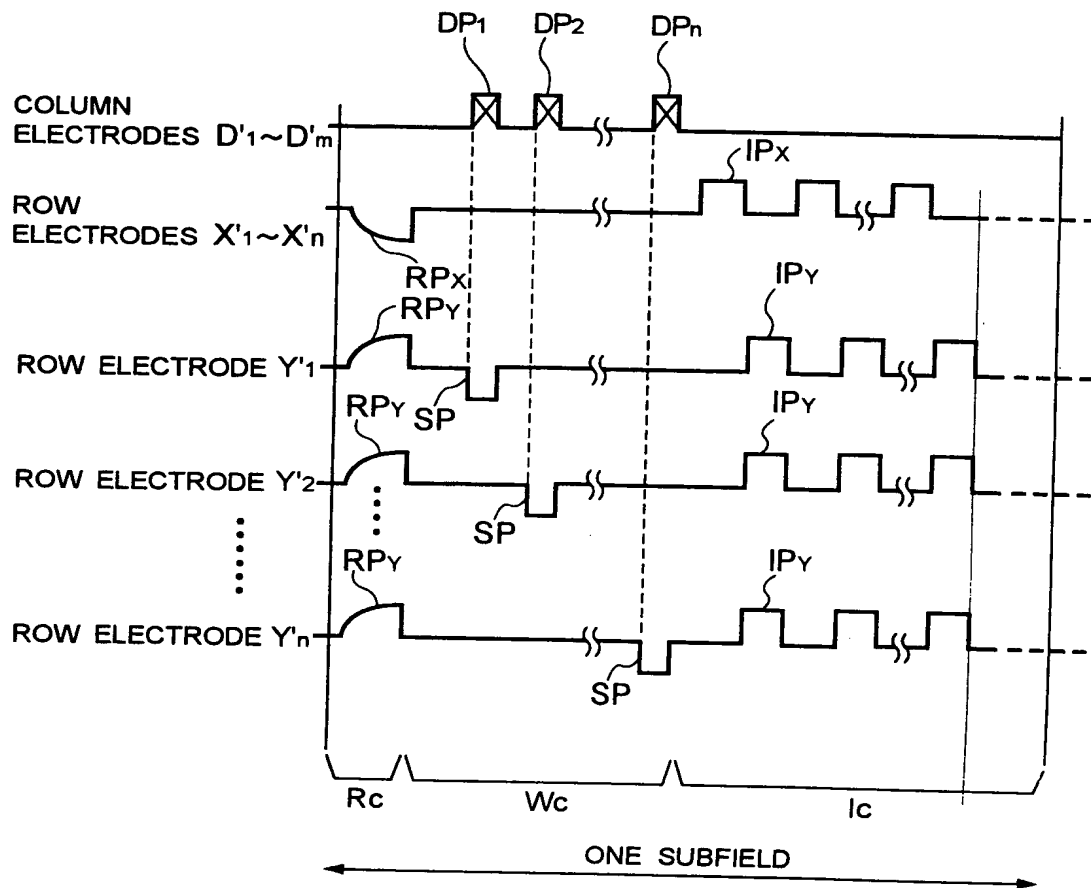 DP1 DP2 DPn
COLUMN
ELECTRODES D'1~D'm
IPX
ROW
ELECTRODES X'1~X'n
RPX
RPY
IPY
ROW ELECTRODE Y'1
SP
RPY
IPY
ROW ELECTRODE Y'2
SP
RPY
IPY
ROW ELECTRODE Y'n
SP
Rc Wc Ic
ONE SUBFIELD